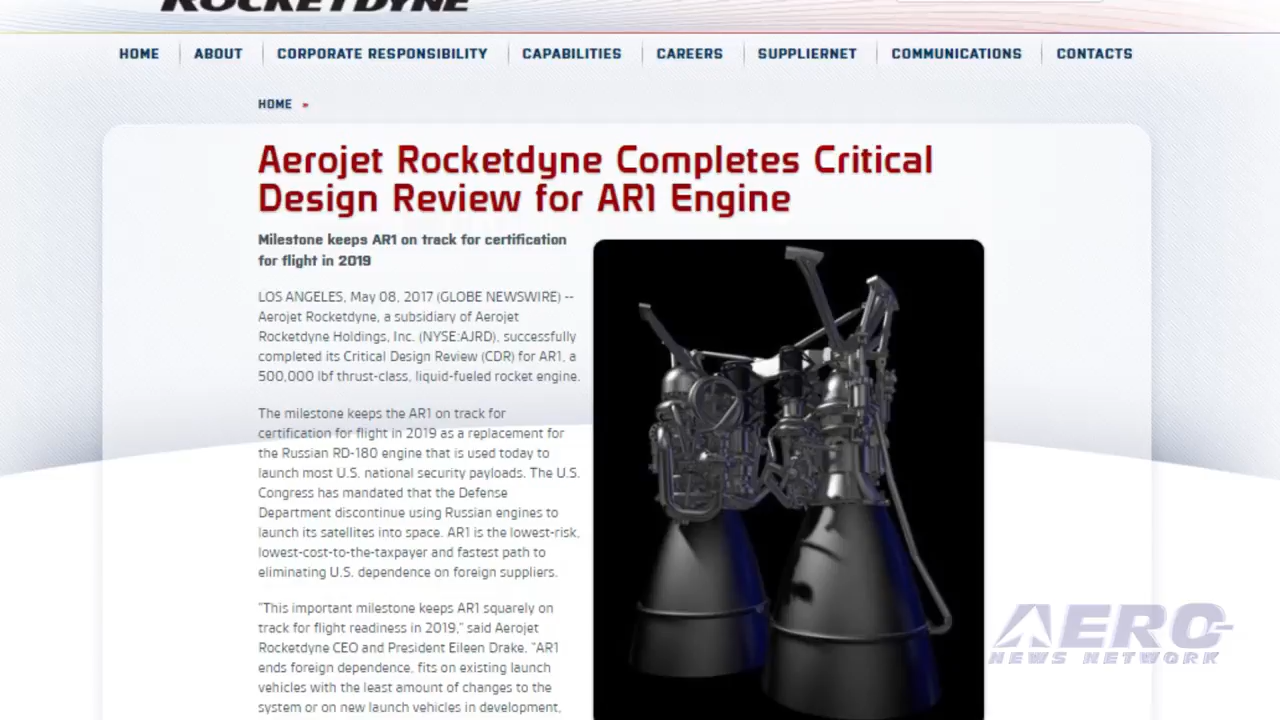 ROCKETDYNE
HOME ABOUT CORPORATE RESPONSIBILITY CAPABILITIES CAREERS SUPPLIERNET COMMUNICATIONS CONTACTS
HOME »
Aerojet Rocketdyne Completes Critical
Design Review for AR1 Engine
Milestone keeps AR1 on track for certification
for flight in 2019
LOS ANGELES, May 08, 2017 (GLOBE NEWSWIRE) --
Aerojet Rocketdyne, a subsidiary of Aerojet
Rocketdyne Holdings, Inc. (NYSE:AJRD), successfully
completed its Critical Design Review (CDR) for AR1, a
500,000 lbf thrust-class, liquid-fueled rocket engine.
The milestone keeps the AR1 on track for
certification for flight in 2019 as a replacement for
the Russian RD-180 engine that is used today to
launch most U.S. national security payloads. The U.S.
Congress has mandated that the Defense
Department discontinue using Russian engines to
launch its satellites into space. AR1 is the lowest-risk,
lowest-cost-to-the-taxpayer and fastest path to
eliminating U.S. dependence on foreign suppliers.
"This important milestone keeps AR1 squarely on
track for flight readiness in 2019," said Aerojet
Rocketdyne CEO and President Eileen Drake. "AR1
ends foreign dependence, fits on existing launch
vehicles with the least amount of changes to the
system or on new launch vehicles in development,
AERO
NEWS NETWORK